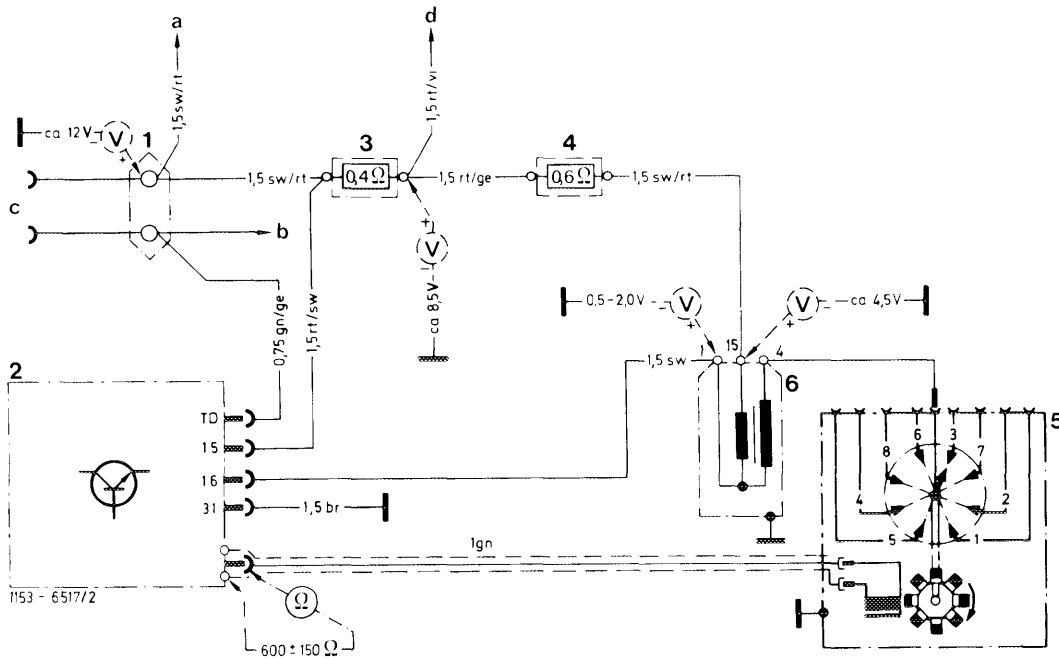 a
d
1,5 sw/rt
1,5 rt/vi
ca 12V
V
-
+
1
3
4
1,5 sw/rt
0,4 Ω
1,5 rt/ge
0,6 Ω
1,5 sw/rt
c
b
+
V
-
ca 8,5V
0,75 gn/ge
1,5 rt/sw
0,5-2,0V
-
V
+
V
-
+
ca 4,5V
1,5 sw
1
15
4
6
2
TD
15
16
31
1,5 br
5
6
3
8
7
4
2
5
1
1gn
Ω
600 ± 150 Ω
1153 - 6517/2